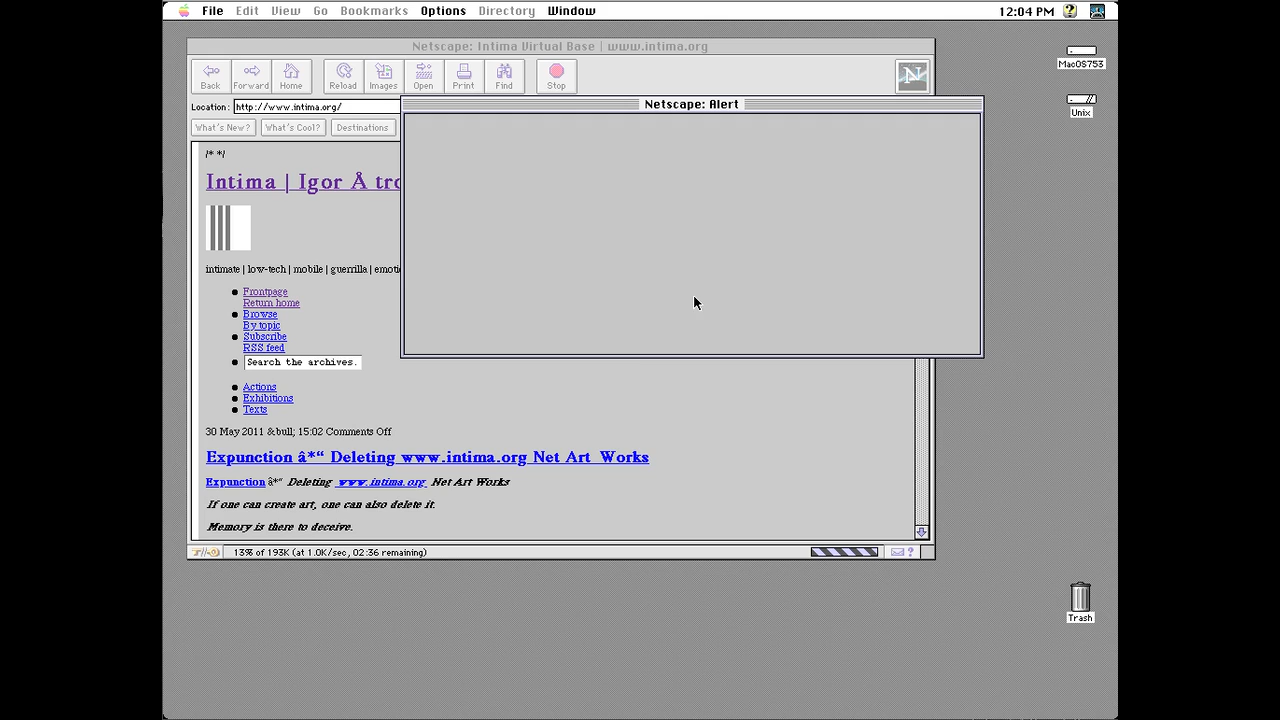 File Edit View Go Bookmarks Options Directory Window 12:04 PM
Netscape: Intima Virtual Base | www.intima.org
MacOS753
Back Forward Home Reload Images Open Print Find Stop N
Location: http://www.intima.org/
Netscape: Alert
Unix
What's New? What's Cool? Destinations
/* */
Intima | Igor Å tro
intimate | low-tech | mobile | guerrilla | emoti
Frontpage
Return home
Browse
By topic
Subscribe
RSS feed
Search the archives.
Actions
Exhibitions
Texts
30 May 2011 &bull; 15:02 Comments Off
Expunction â*“ Deleting www.intima.org Net Art Works
Expunction â*“ Deleting www.intima.org Net Art Works
If one can create art, one can also delete it.
Memory is there to deceive.
13% of 193K (at 1.0K/sec, 02:36 remaining)
Trash